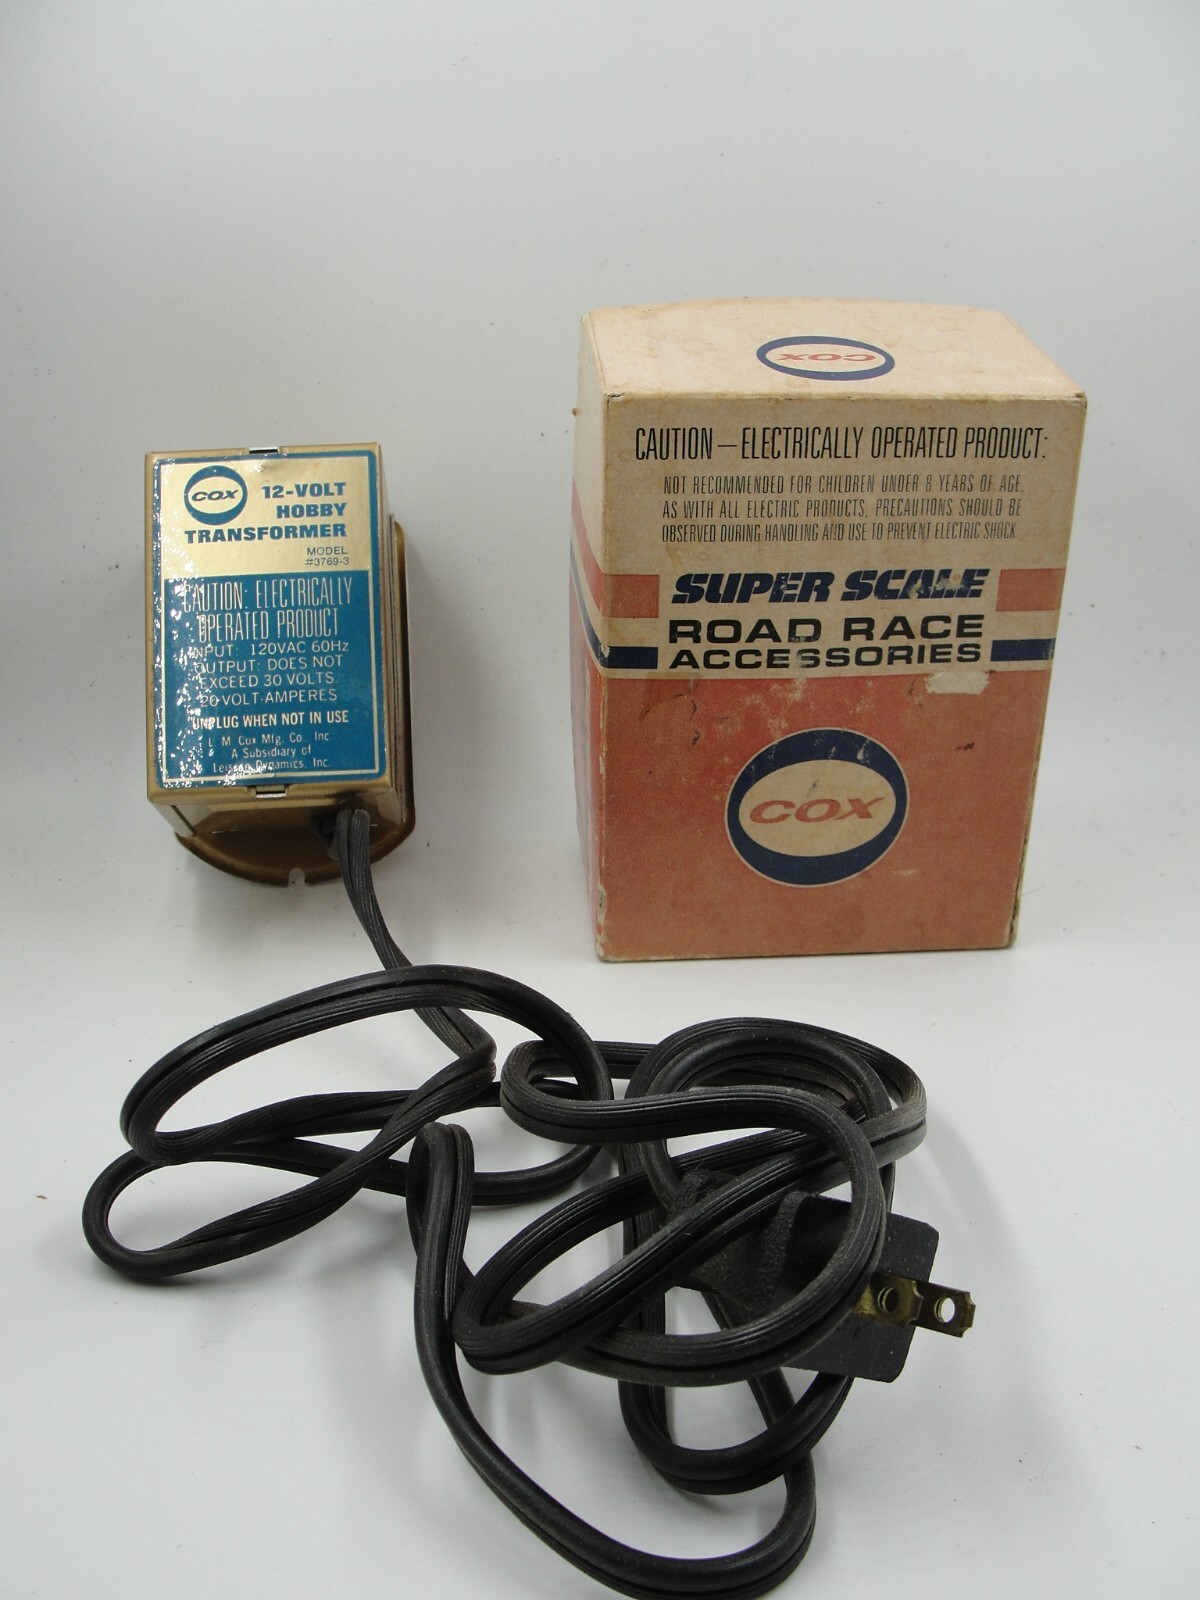 COX
12-VOLT
HOBBY
TRANSFORMER
MODEL
#3769-3
CAUTION: ELECTRICALLY
OPERATED PRODUCT
INPUT: 120VAC 60Hz
OUTPUT: DOES NOT
EXCEED 30 VOLTS.
20 VOLT-AMPERES
UNPLUG WHEN NOT IN USE
L. M. Cox Mfg. Co. Inc
A Subsidiary of
Dynamics, Inc.
COX
CAUTION — ELECTRICALLY OPERATED PRODUCT:
NOT RECOMMENDED FOR CHILDREN UNDER 8 YEARS OF AGE.
AS WITH ALL ELECTRIC PRODUCTS, PRECAUTIONS SHOULD BE
OBSERVED DURING HANDLING AND USE TO PREVENT ELECTRIC SHOCK.
SUPER SCALE
ROAD RACE
ACCESSORIES
COX